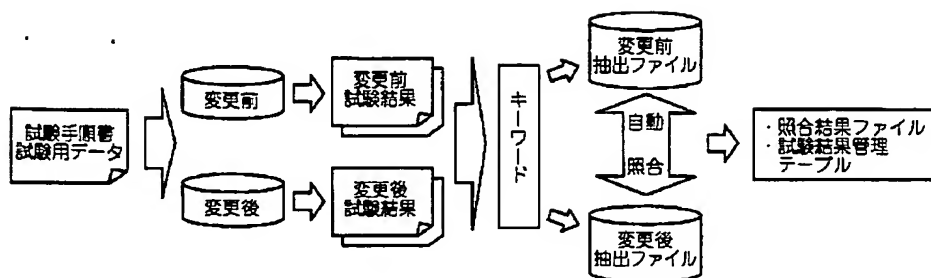 試験手順書
試験用データ
変更前
変更後
変更前
試験結果
変更後
試験結果
キーワード
変更前
抽出ファイル
自動
照合
変更後
抽出ファイル
・照合結果ファイル
・試験結果管理
テーブル